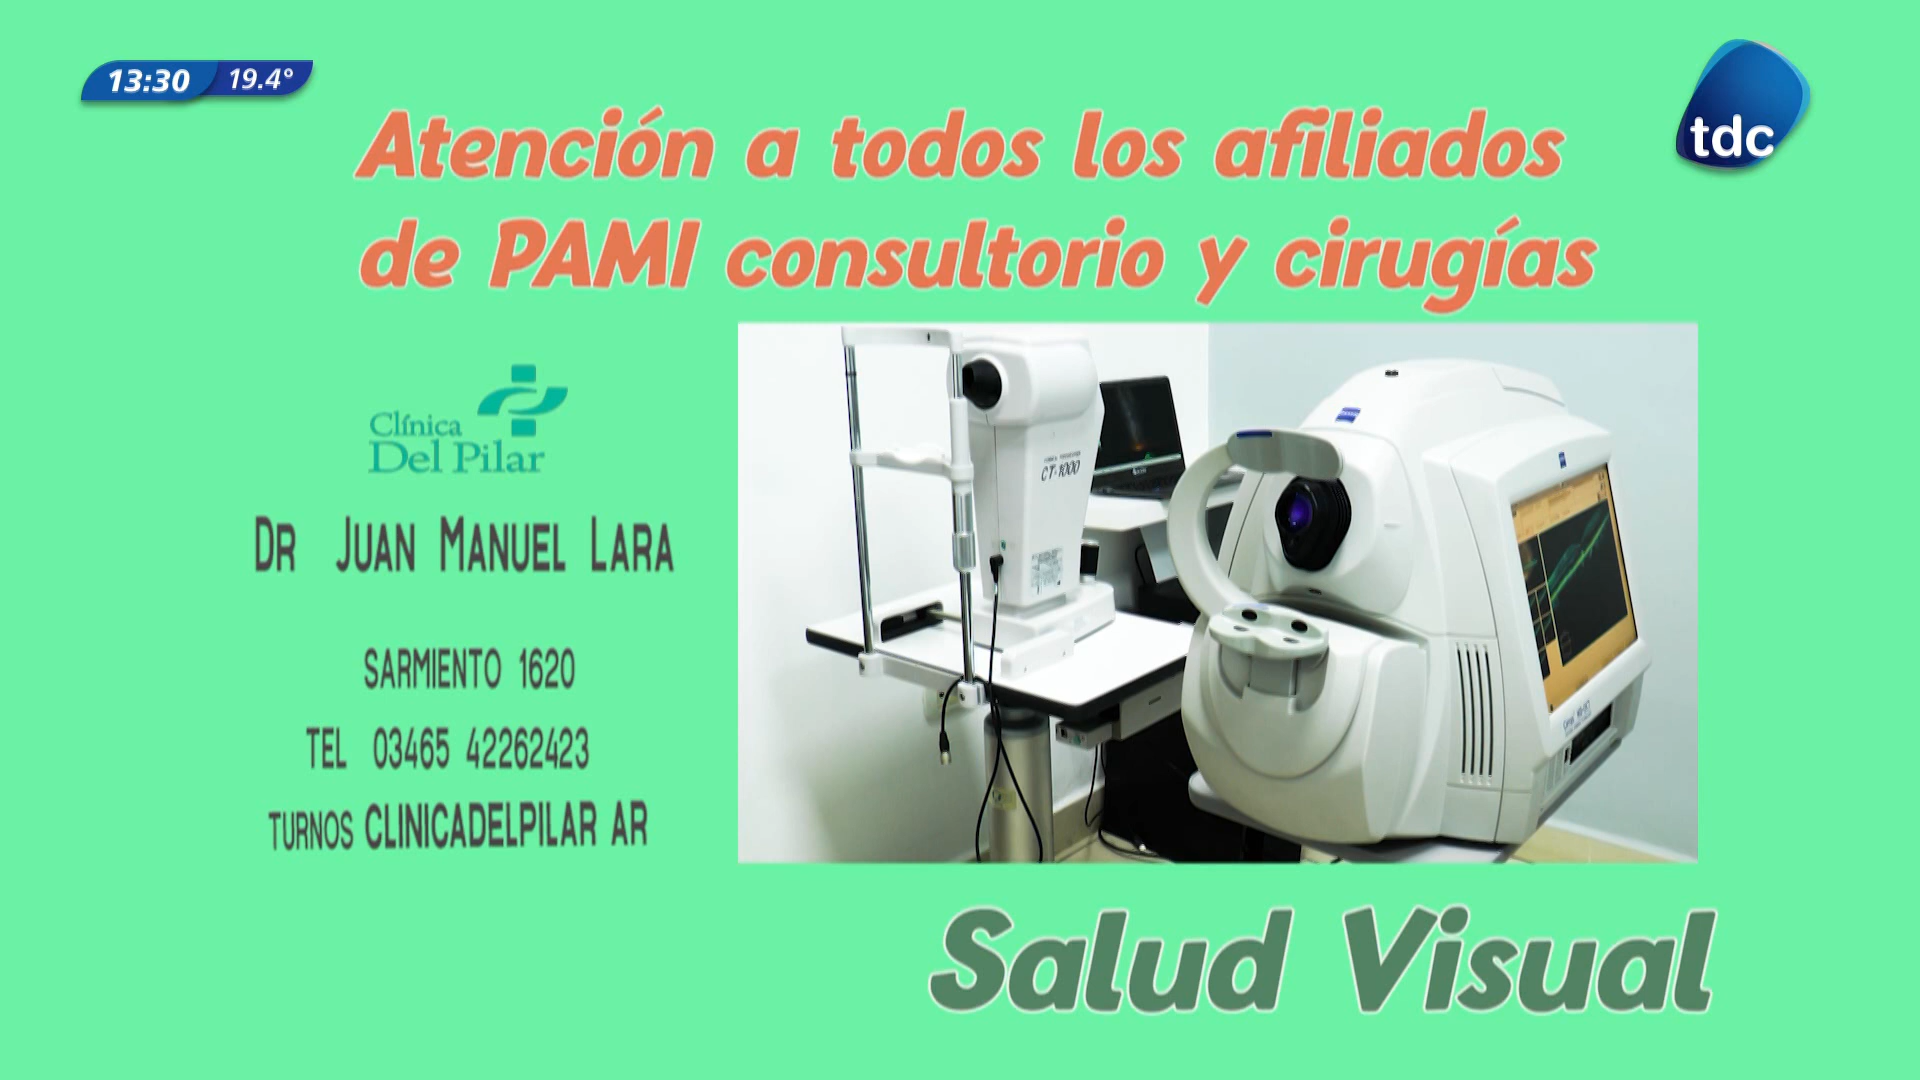 13:30 19.4°
tdc
Atención a todos los afiliados
de PAMI consultorio y cirugías
Clínica
Del Pilar
DR JUAN MANUEL LARA
SARMIENTO 1620
TEL 03465 42262423
TURNOS CLINICADELPILAR AR
CT-1000
Salud Visual